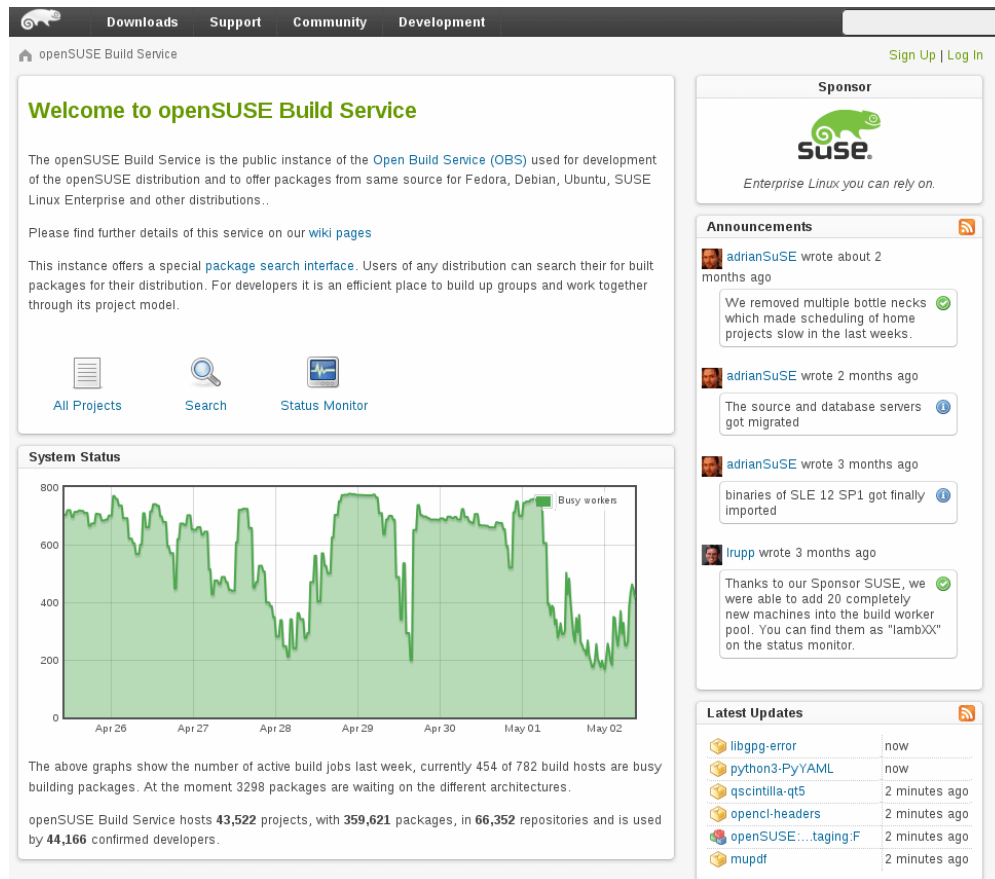 Downloads Support Community Development
openSUSE Build Service
Sign Up | Log In
Welcome to openSUSE Build Service
The openSUSE Build Service is the public instance of the Open Build Service (OBS) used for development
of the openSUSE distribution and to offer packages from same source for Fedora, Debian, Ubuntu, SUSE
Linux Enterprise and other distributions..
Please find further details of this service on our wiki pages
This instance offers a special package search interface. Users of any distribution can search their for built
packages for their distribution. For developers it is an efficient place to build up groups and work together
through its project model.
All Projects
Search
Status Monitor
System Status
800
600
400
200
0
Busy workers
Apr 26
Apr 27
Apr 28
Apr 29
Apr 30
May 01
May 02
The above graphs show the number of active build jobs last week, currently 454 of 782 build hosts are busy
building packages. At the moment 3298 packages are waiting on the different architectures.
openSUSE Build Service hosts 43,522 projects, with 359,621 packages, in 66,352 repositories and is used
by 44,166 confirmed developers.
Sponsor
SUSE.
Enterprise Linux you can rely on.
Announcements
adrianSuSE wrote about 2
months ago
We removed multiple bottle necks
which made scheduling of home
projects slow in the last weeks.
adrianSuSE wrote 2 months ago
The source and database servers
got migrated
adrianSuSE wrote 3 months ago
binaries of SLE 12 SP1 got finally
imported
lrupp wrote 3 months ago
Thanks to our Sponsor SUSE, we
were able to add 20 completely
new machines into the build worker
pool. You can find them as "lambXX"
on the status monitor.
Latest Updates
libgpg-error now
python3-PyYAML now
qscintilla-qt5 2 minutes ago
opencl-headers 2 minutes ago
openSUSE:...taging:F 2 minutes ago
mupdf 2 minutes ago